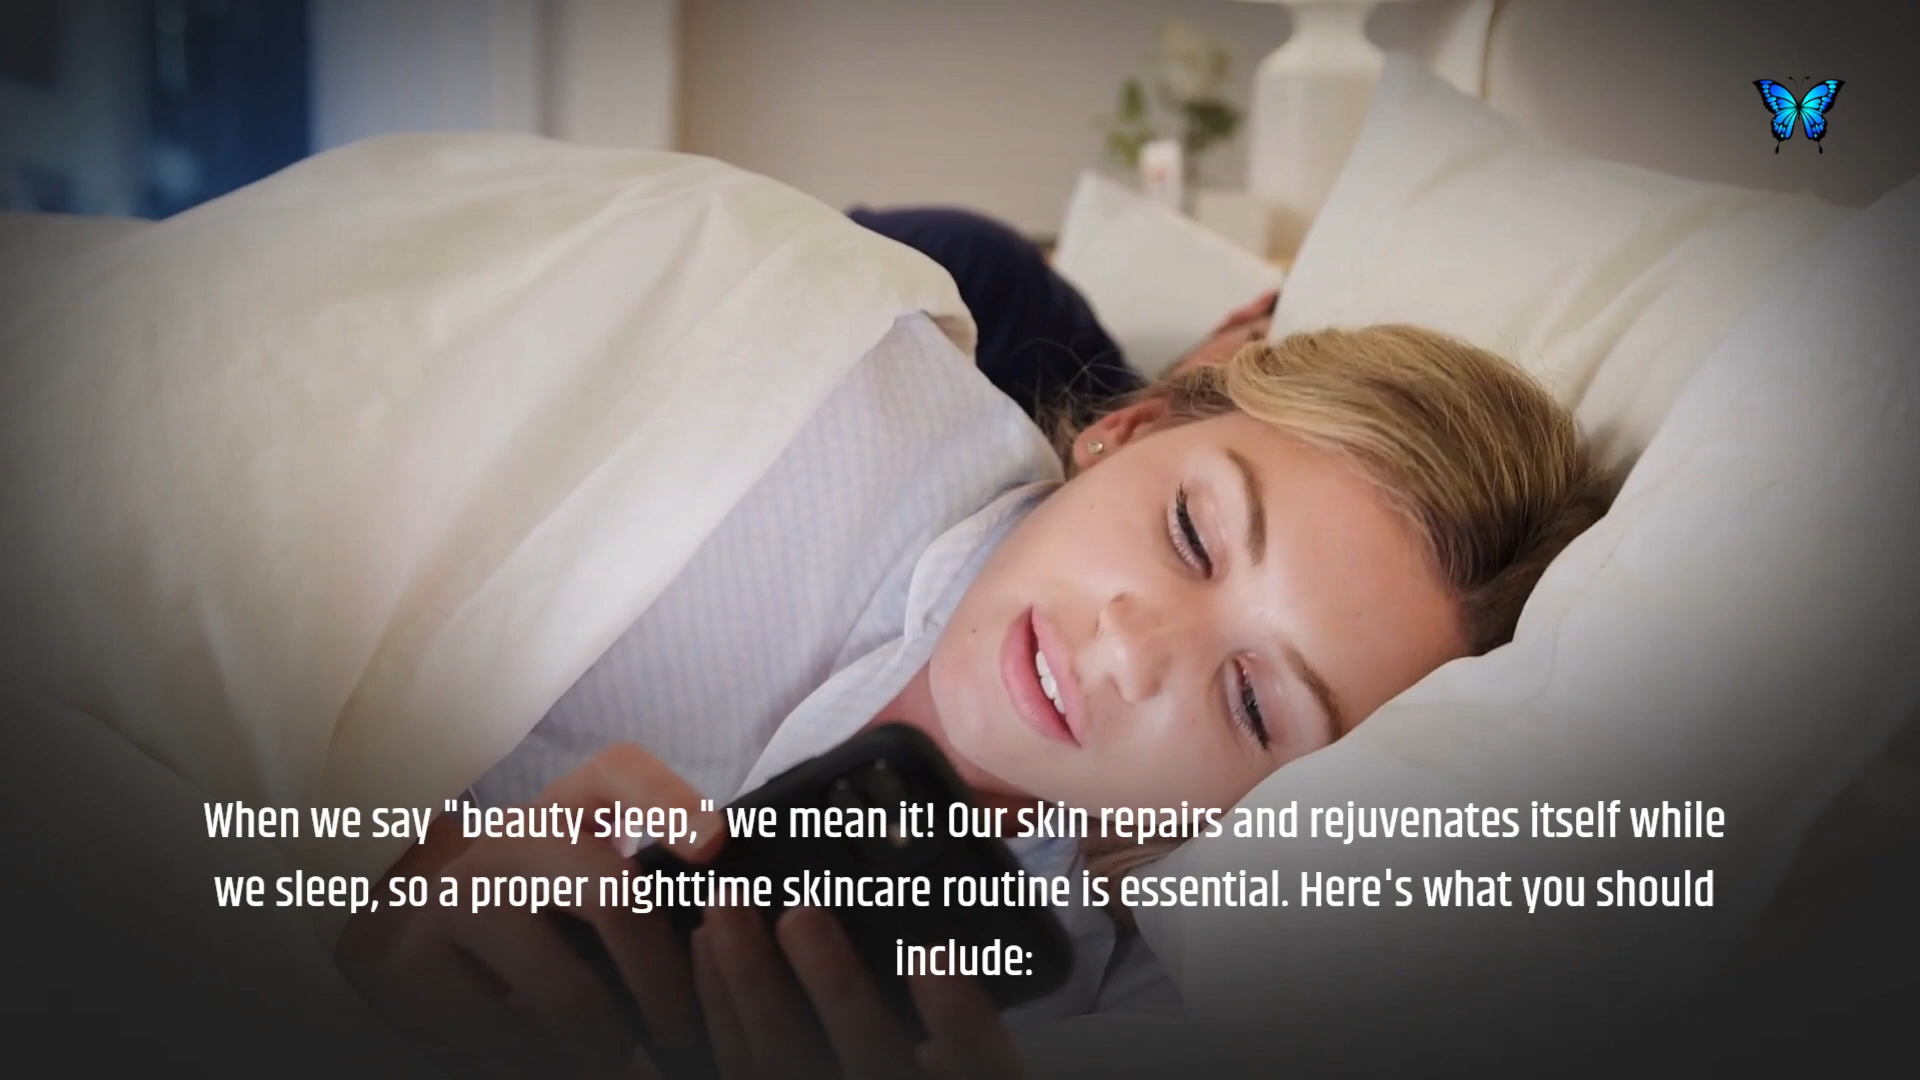 When we say "beauty sleep," we mean it! Our skin repairs and rejuvenates itself while
we sleep, so a proper nighttime skincare routine is essential. Here's what you should
include: